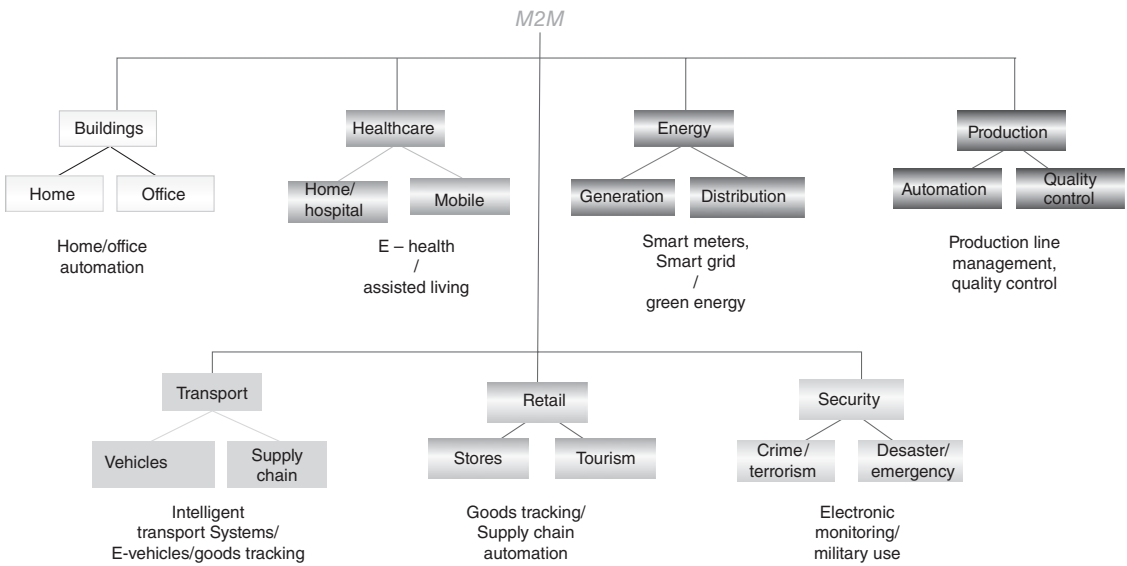 M2M
Buildings
Healthcare
Energy
Production
Home
Office
Home/
hospital
Mobile
Generation
Distribution
Automation
Quality
control
Home/office
automation
E – health
/
assisted living
Smart meters,
Smart grid
/
green energy
Production line
management,
quality control
Transport
Retail
Security
Vehicles
Supply
chain
Stores
Tourism
Crime/
terrorism
Desaster/
emergency
Intelligent
transport Systems/
E-vehicles/goods tracking
Goods tracking/
Supply chain
automation
Electronic
monitoring/
military use